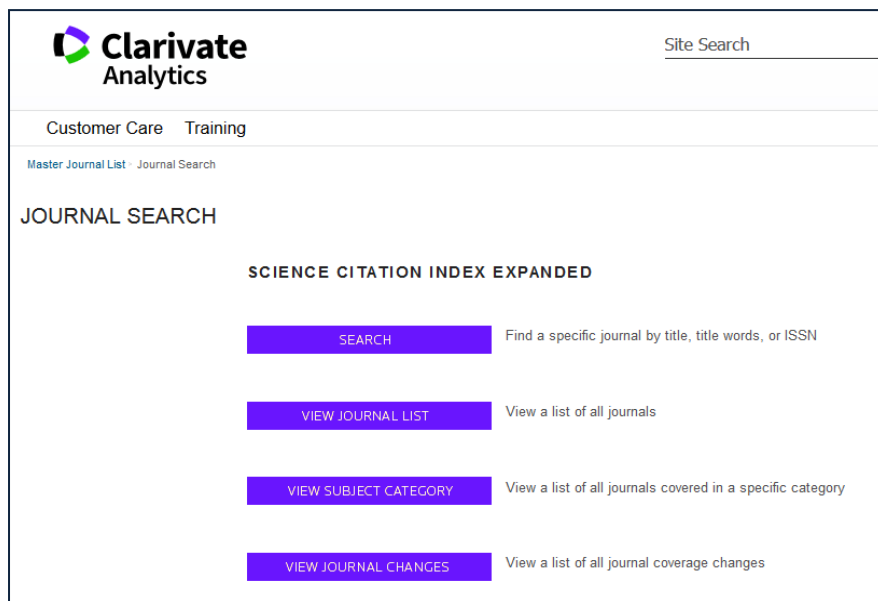 Clarivate
Analytics
Site Search
Customer Care Training
Master Journal List > Journal Search
JOURNAL SEARCH
SCIENCE CITATION INDEX EXPANDED
SEARCH Find a specific journal by title, title words, or ISSN
VIEW JOURNAL LIST View a list of all journals
VIEW SUBJECT CATEGORY View a list of all journals covered in a specific category
VIEW JOURNAL CHANGES View a list of all journal coverage changes